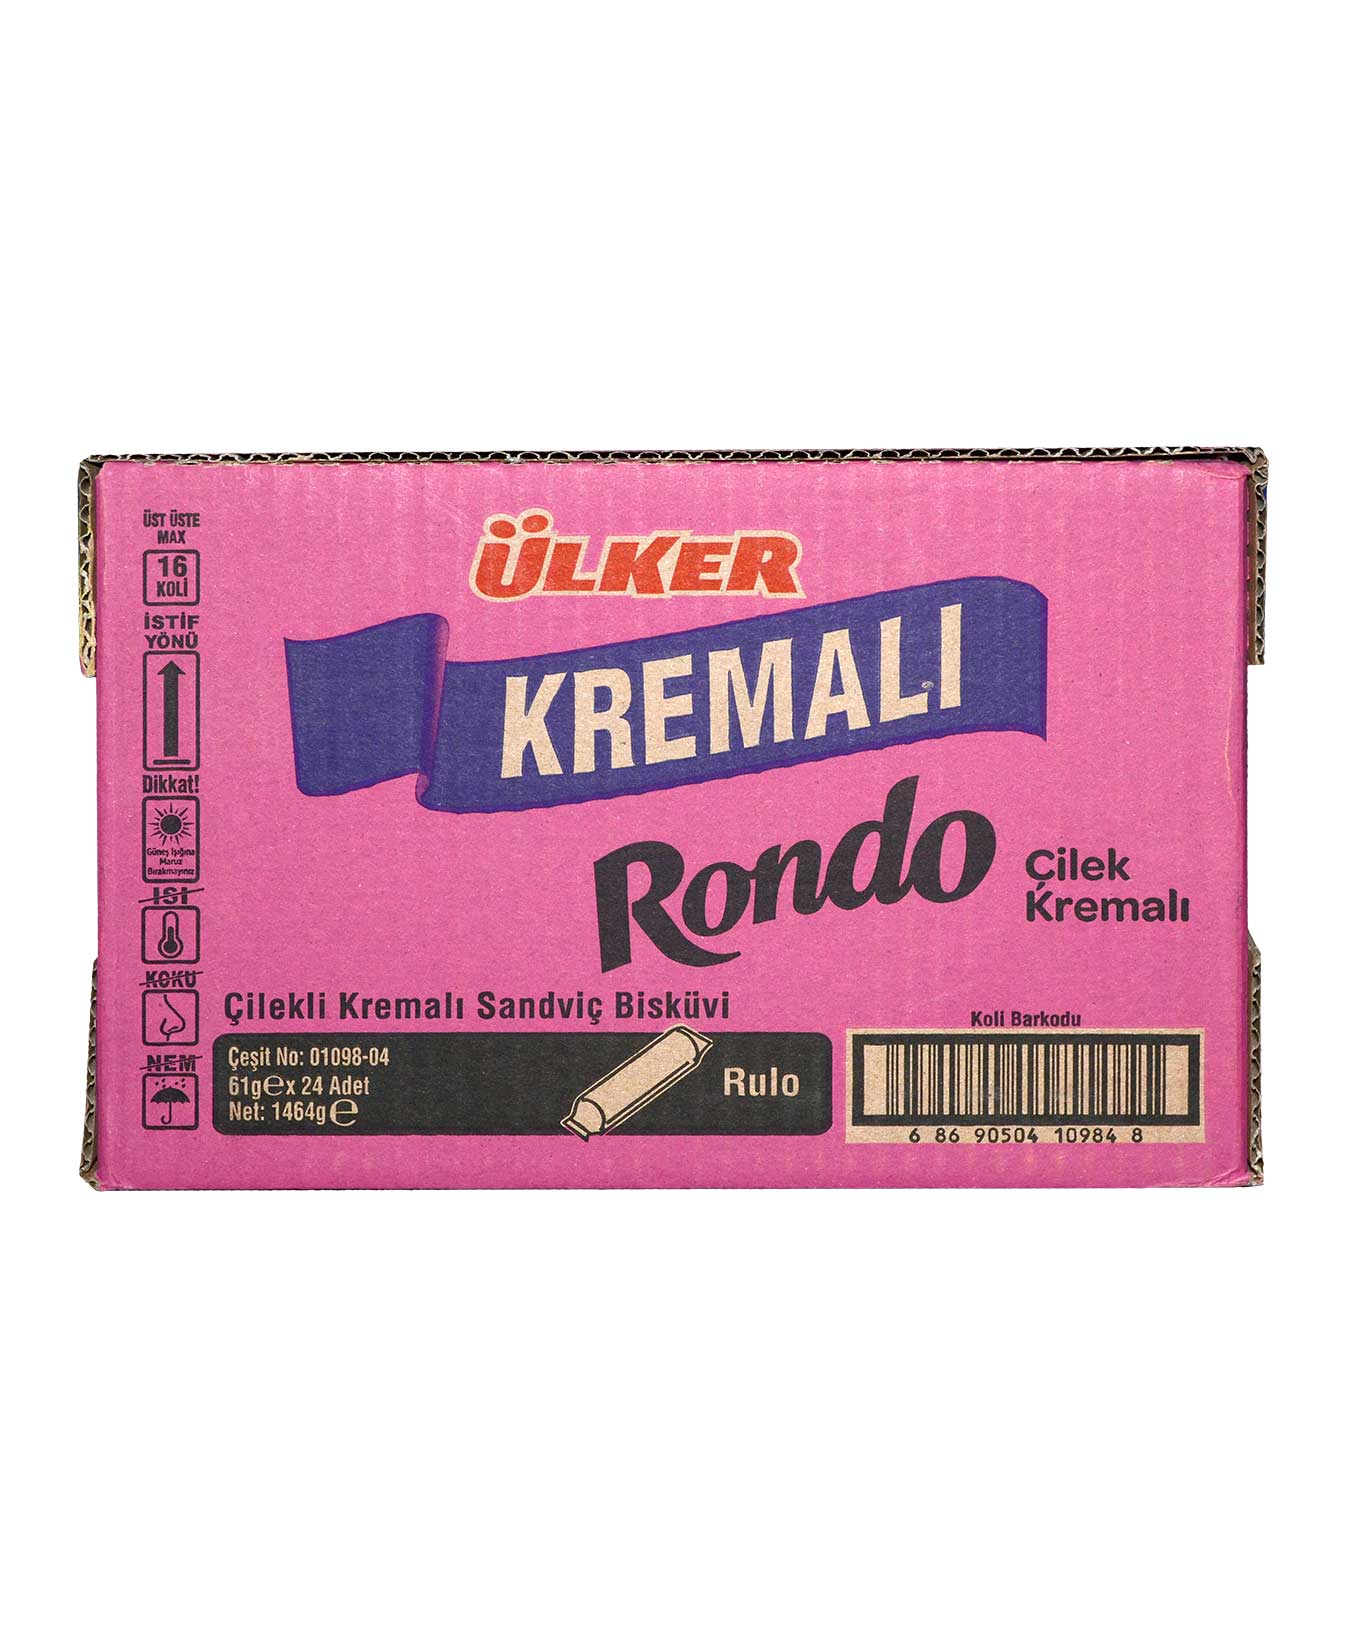 ÜST ÜSTE
MAX
16
KOLİ
İSTİF
YÖNÜ
Dikkat!
Güneş Işığına
Maruz
Bırakmayınız
ISI
KOKU
NEM
ÜLKER
KREMALI
Rondo
Çilek
Kremalı
Çilekli Kremalı Sandviç Bisküvi
Çeşit No: 01098-04
61g℮x 24 Adet
Net: 1464g℮
Rulo
Koli Barkodu
6 86 90504 10984 8